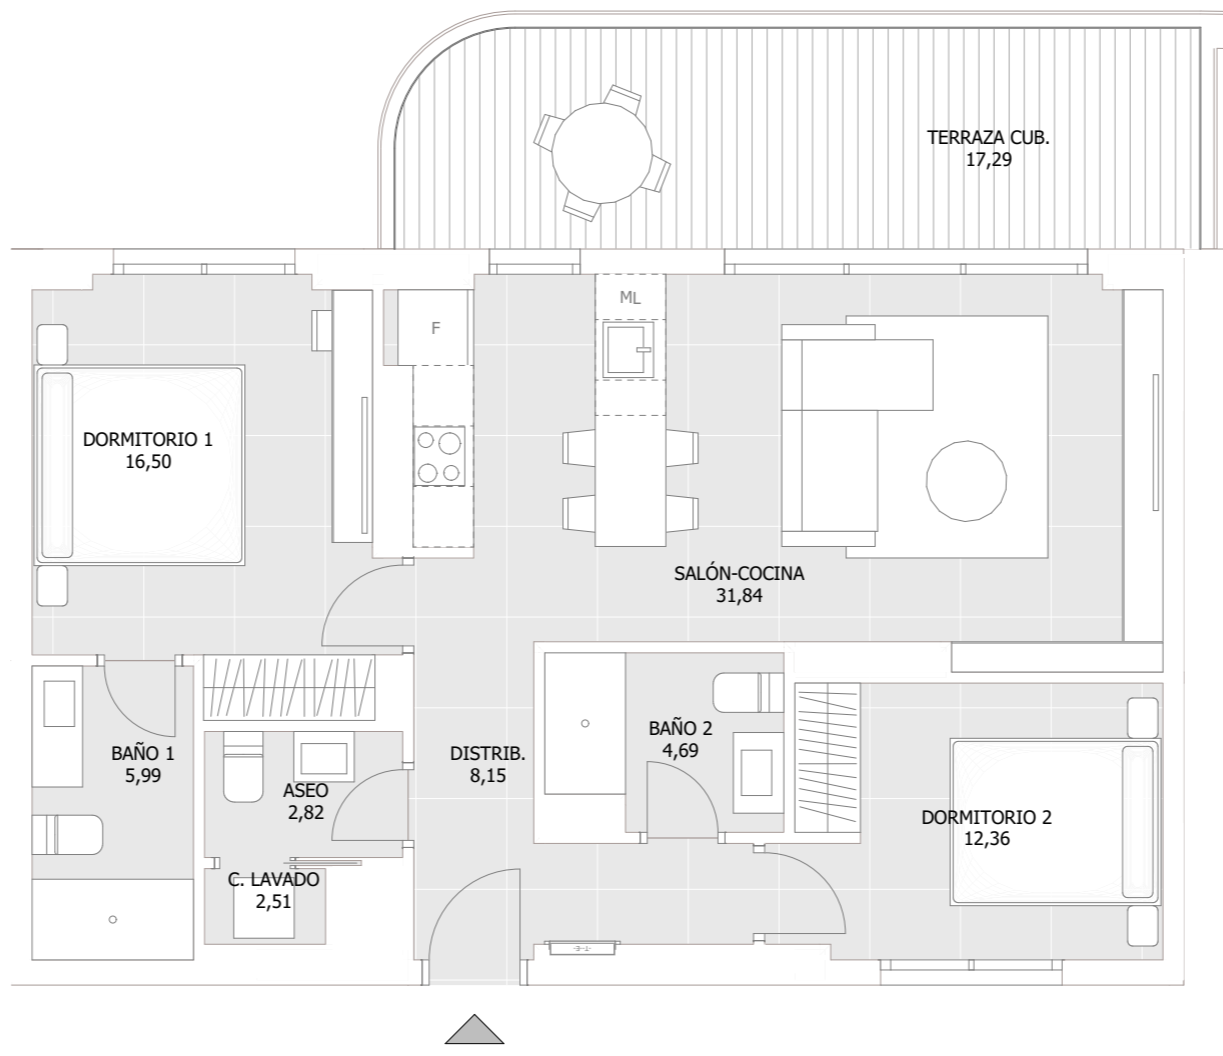 TERRAZA CUB.
17,29
ML
F
DORMITORIO 1
16,50
SALÓN-COCINA
31,84
BAÑO 1
5,99
ASEO
2,82
DISTRIB.
8,15
BAÑO 2
4,69
DORMITORIO 2
12,36
C. LAVADO
2,51